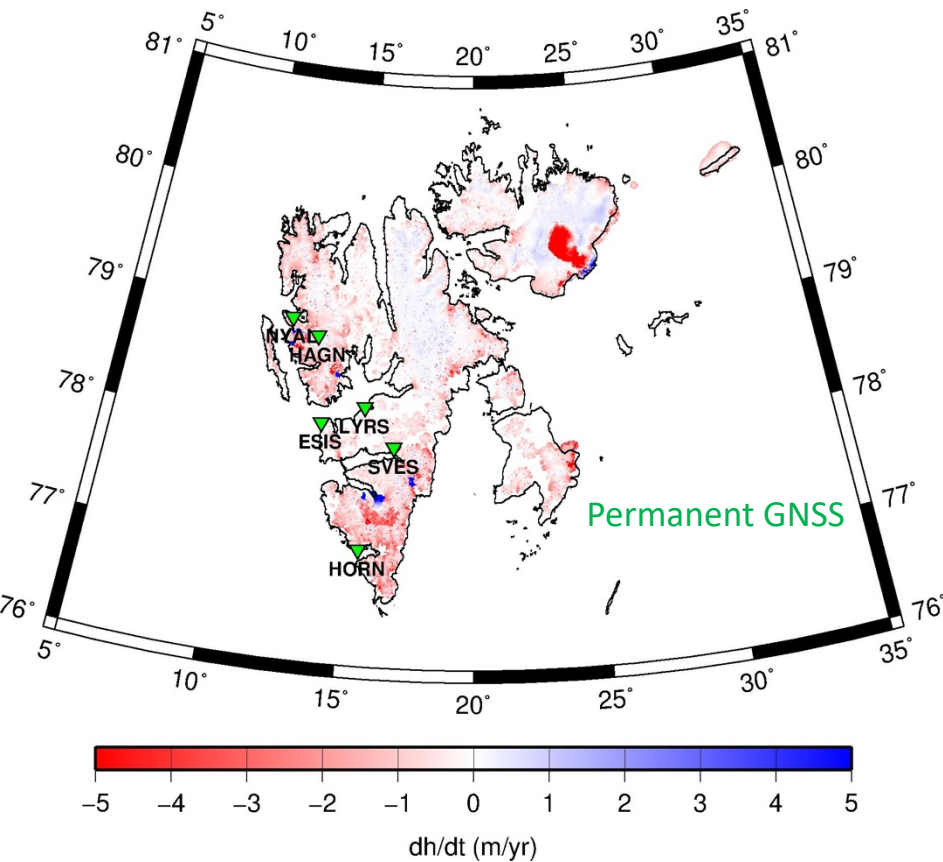 5° 10° 15° 20° 25° 30° 35°
81° 81°
80° 80°
79° 79°
78° 78°
77° 77°
76° 76°
NYAL
HAGN
LYRS
ESIS
SVES
Permanent GNSS
HORN
5° 10° 15° 20° 25° 30° 35°
−5 −4 −3 −2 −1 0 1 2 3 4 5
dh/dt (m/yr)